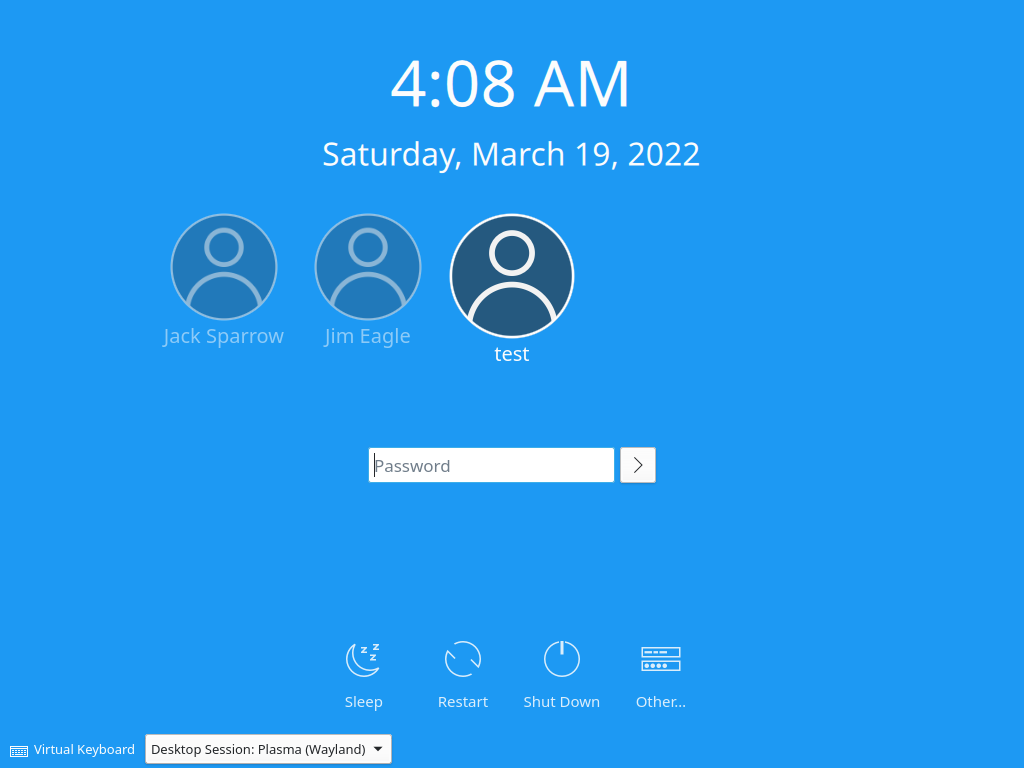 4:08 AM
Saturday, March 19, 2022
Jack Sparrow
Jim Eagle
test
Password
Sleep
Restart
Shut Down
Other...
Virtual Keyboard
Desktop Session: Plasma (Wayland)